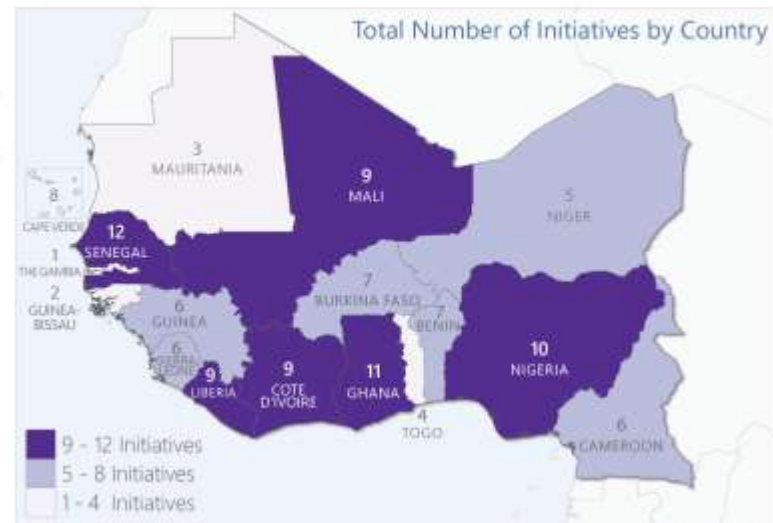 Total Number of Initiatives by Country
3
MAURITANIA
9
MALI
5
NIGER
8
CAPE VERDE
12
SENEGAL
1
THE GAMBIA
2
GUINEA-
BISSAU
6
GUINEA
7
BURKINA FASO
7
BENIN
6
SIERRA
LEONE
9
LIBERIA
9
COTE
D'IVOIRE
11
GHANA
4
TOGO
10
NIGERIA
6
CAMEROON
9 - 12 Initiatives
5 - 8 Initiatives
1 - 4 Initiatives